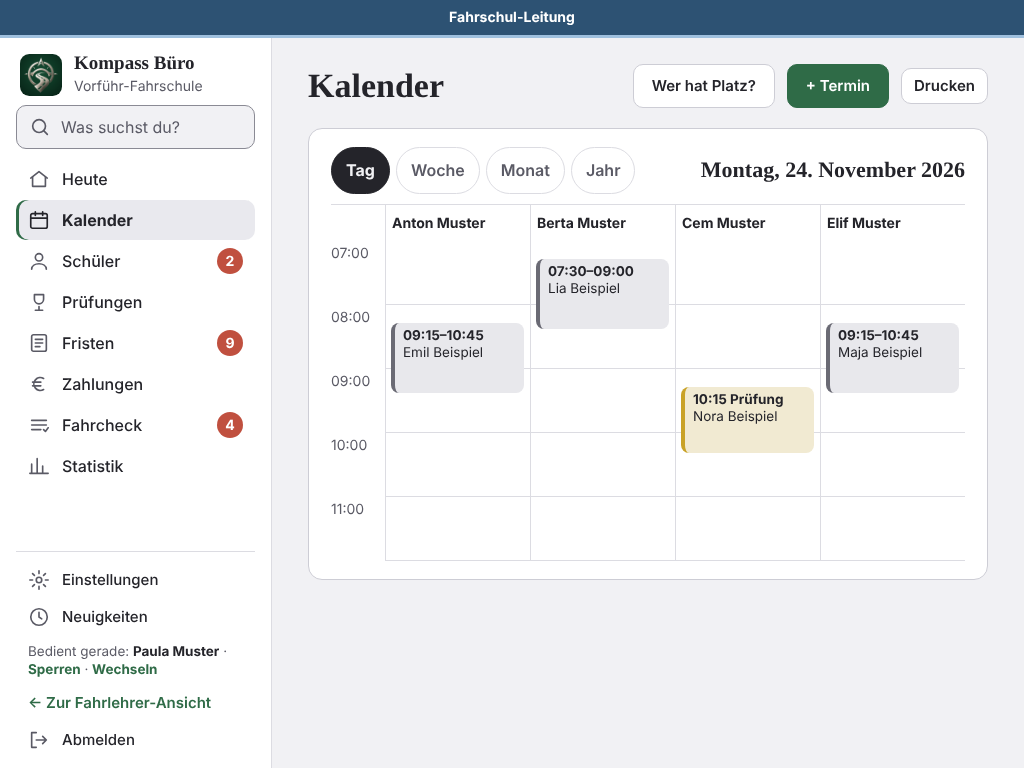 Fahrschul-Leitung
Kompass Büro
Vorführ-Fahrschule
Was suchst du?
Heute
Kalender
Schüler 2
Prüfungen
Fristen 9
Zahlungen
Fahrcheck 4
Statistik
Einstellungen
Neuigkeiten
Bedient gerade: Paula Muster ·
Sperren · Wechseln
← Zur Fahrlehrer-Ansicht
Abmelden
Kalender
Wer hat Platz?
+ Termin
Drucken
Tag
Woche
Monat
Jahr
Montag, 24. November 2026
Anton Muster
Berta Muster
Cem Muster
Elif Muster
07:00
07:30–09:00
Lia Beispiel
08:00
09:15–10:45
Emil Beispiel
09:15–10:45
Maja Beispiel
09:00
10:15 Prüfung
Nora Beispiel
10:00
11:00